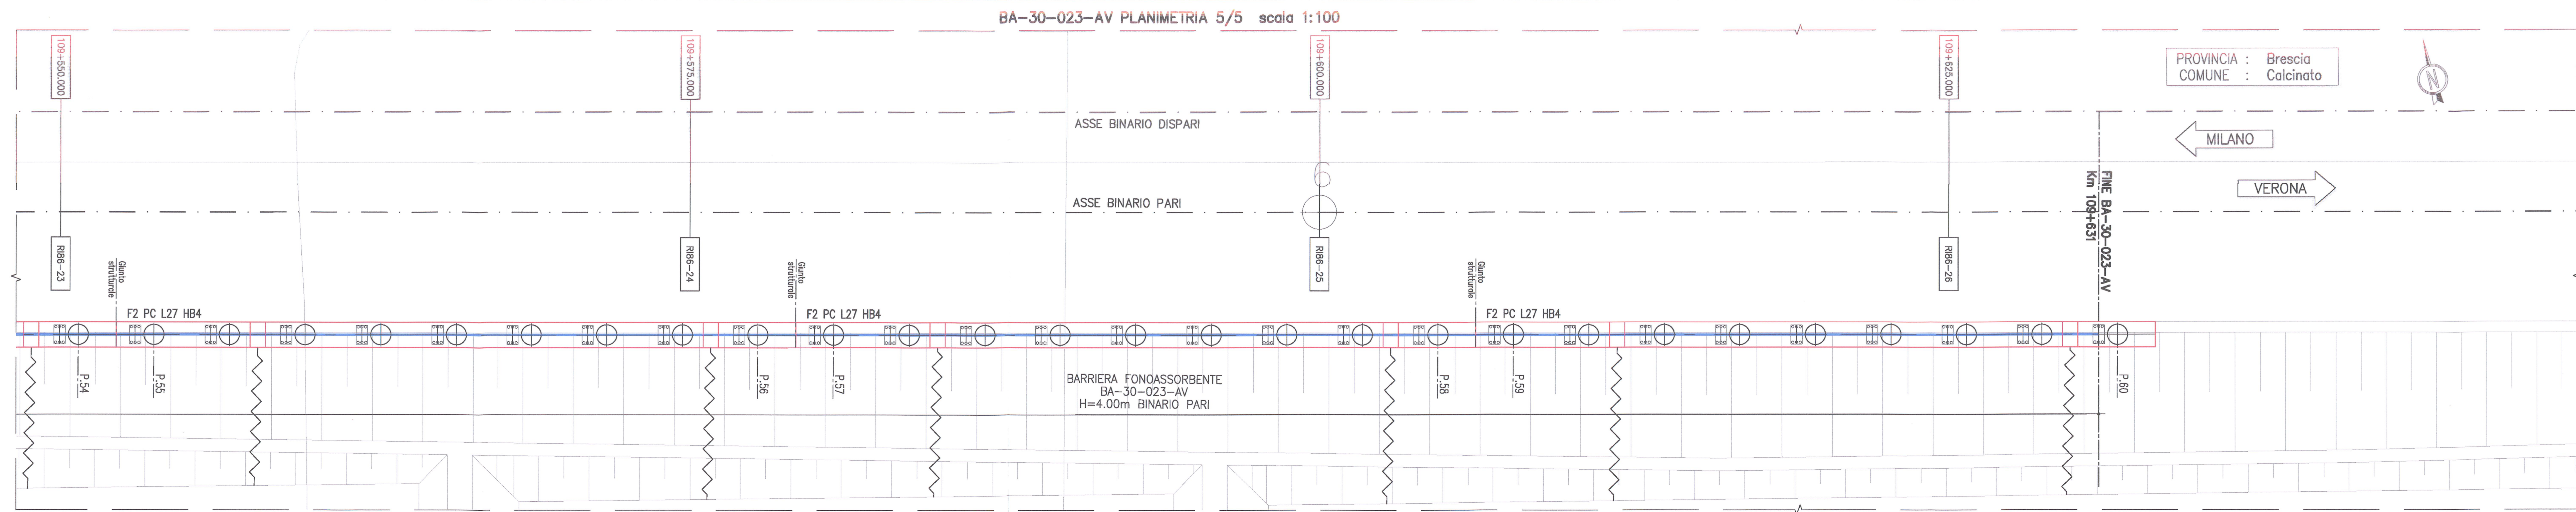 BA-30-023-AV PLANIMETRIA 5/5 scala 1:100
109+550.000
109+575.000
109+600.000
109+625.000
PROVINCIA : Brescia
COMUNE : Calcinato
N
ASSE BINARIO DISPARI
MILANO
6
VERONA
ASSE BINARIO PARI
FINE BA-30-023-AV
Km 109+631
RI86-23
RI86-24
RI86-25
RI86-26
Giunto
strutturale
Giunto
strutturale
Giunto
strutturale
F2 PC L27 HB4
F2 PC L27 HB4
F2 PC L27 HB4
P.54
P.55
P.56
P.57
P.58
P.59
P.60
BARRIERA FONOASSORBENTE
BA-30-023-AV
H=4.00m BINARIO PARI